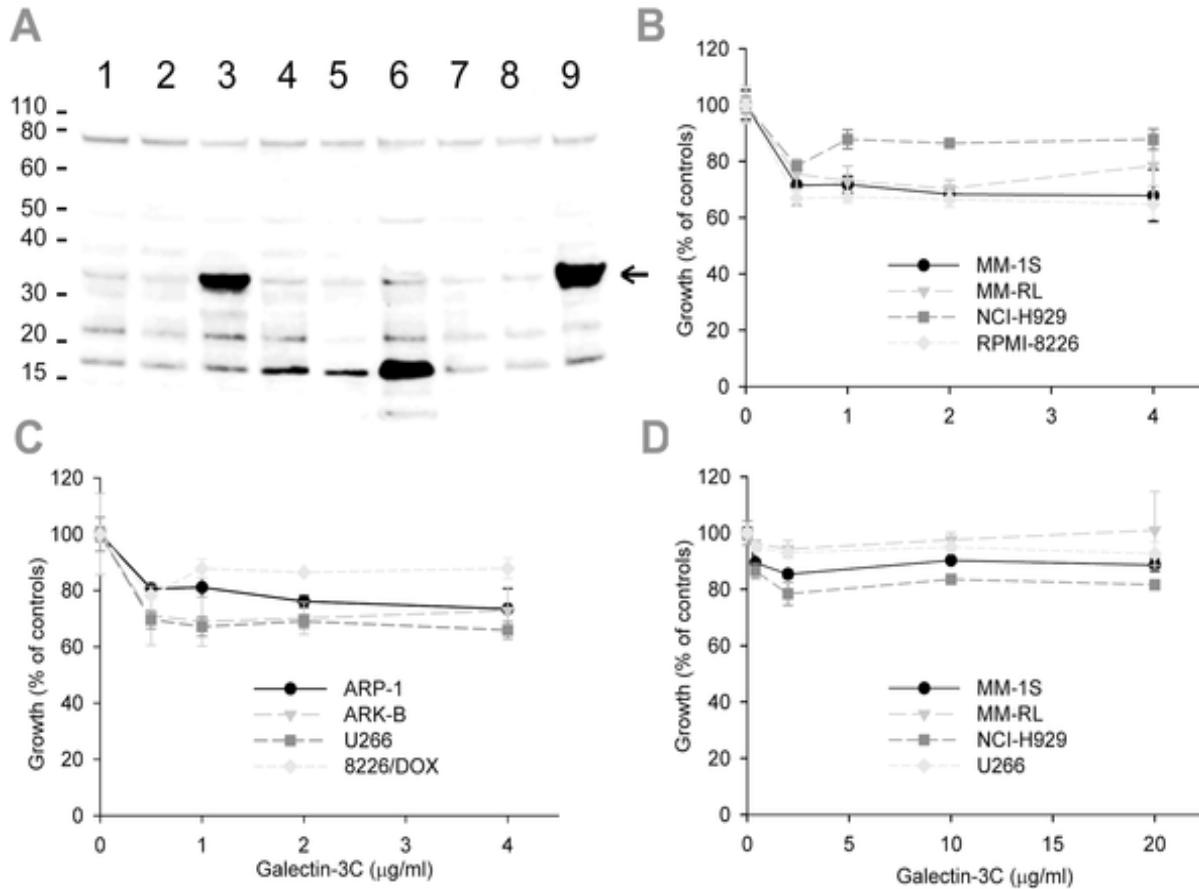 A
1 2 3 4 5 6 7 8 9
110
80
60
50
40
30
20
15
B
120
100
80
60
40
20
0
Growth (% of controls)
MM-1S
MM-RL
NCI-H929
RPMI-8226
0 1 2 3 4
C
120
100
80
60
40
20
0
Growth (% of controls)
ARP-1
ARK-B
U266
8226/DOX
0 1 2 3 4
Galectin-3C (μg/ml)
D
120
100
80
60
40
20
0
Growth (% of controls)
MM-1S
MM-RL
NCI-H929
U266
0 5 10 15 20
Galectin-3C (μg/ml)